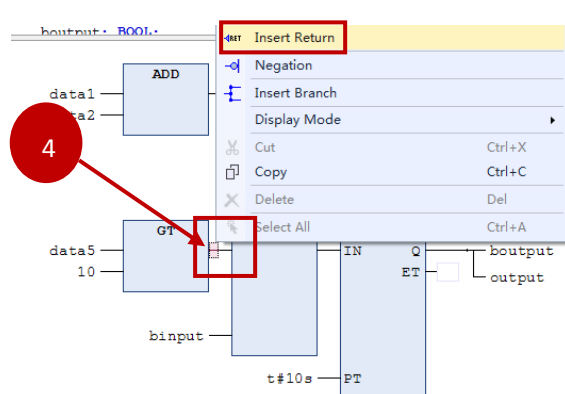 boutput: BOOL;
RET Insert Return
Negation
Insert Branch
Display Mode
Cut Ctrl+X
Copy Ctrl+C
Delete Del
Select All Ctrl+A
ADD
data1
4
GT
data5
10
IN Q boutput
ET output
binput
t#10s PT